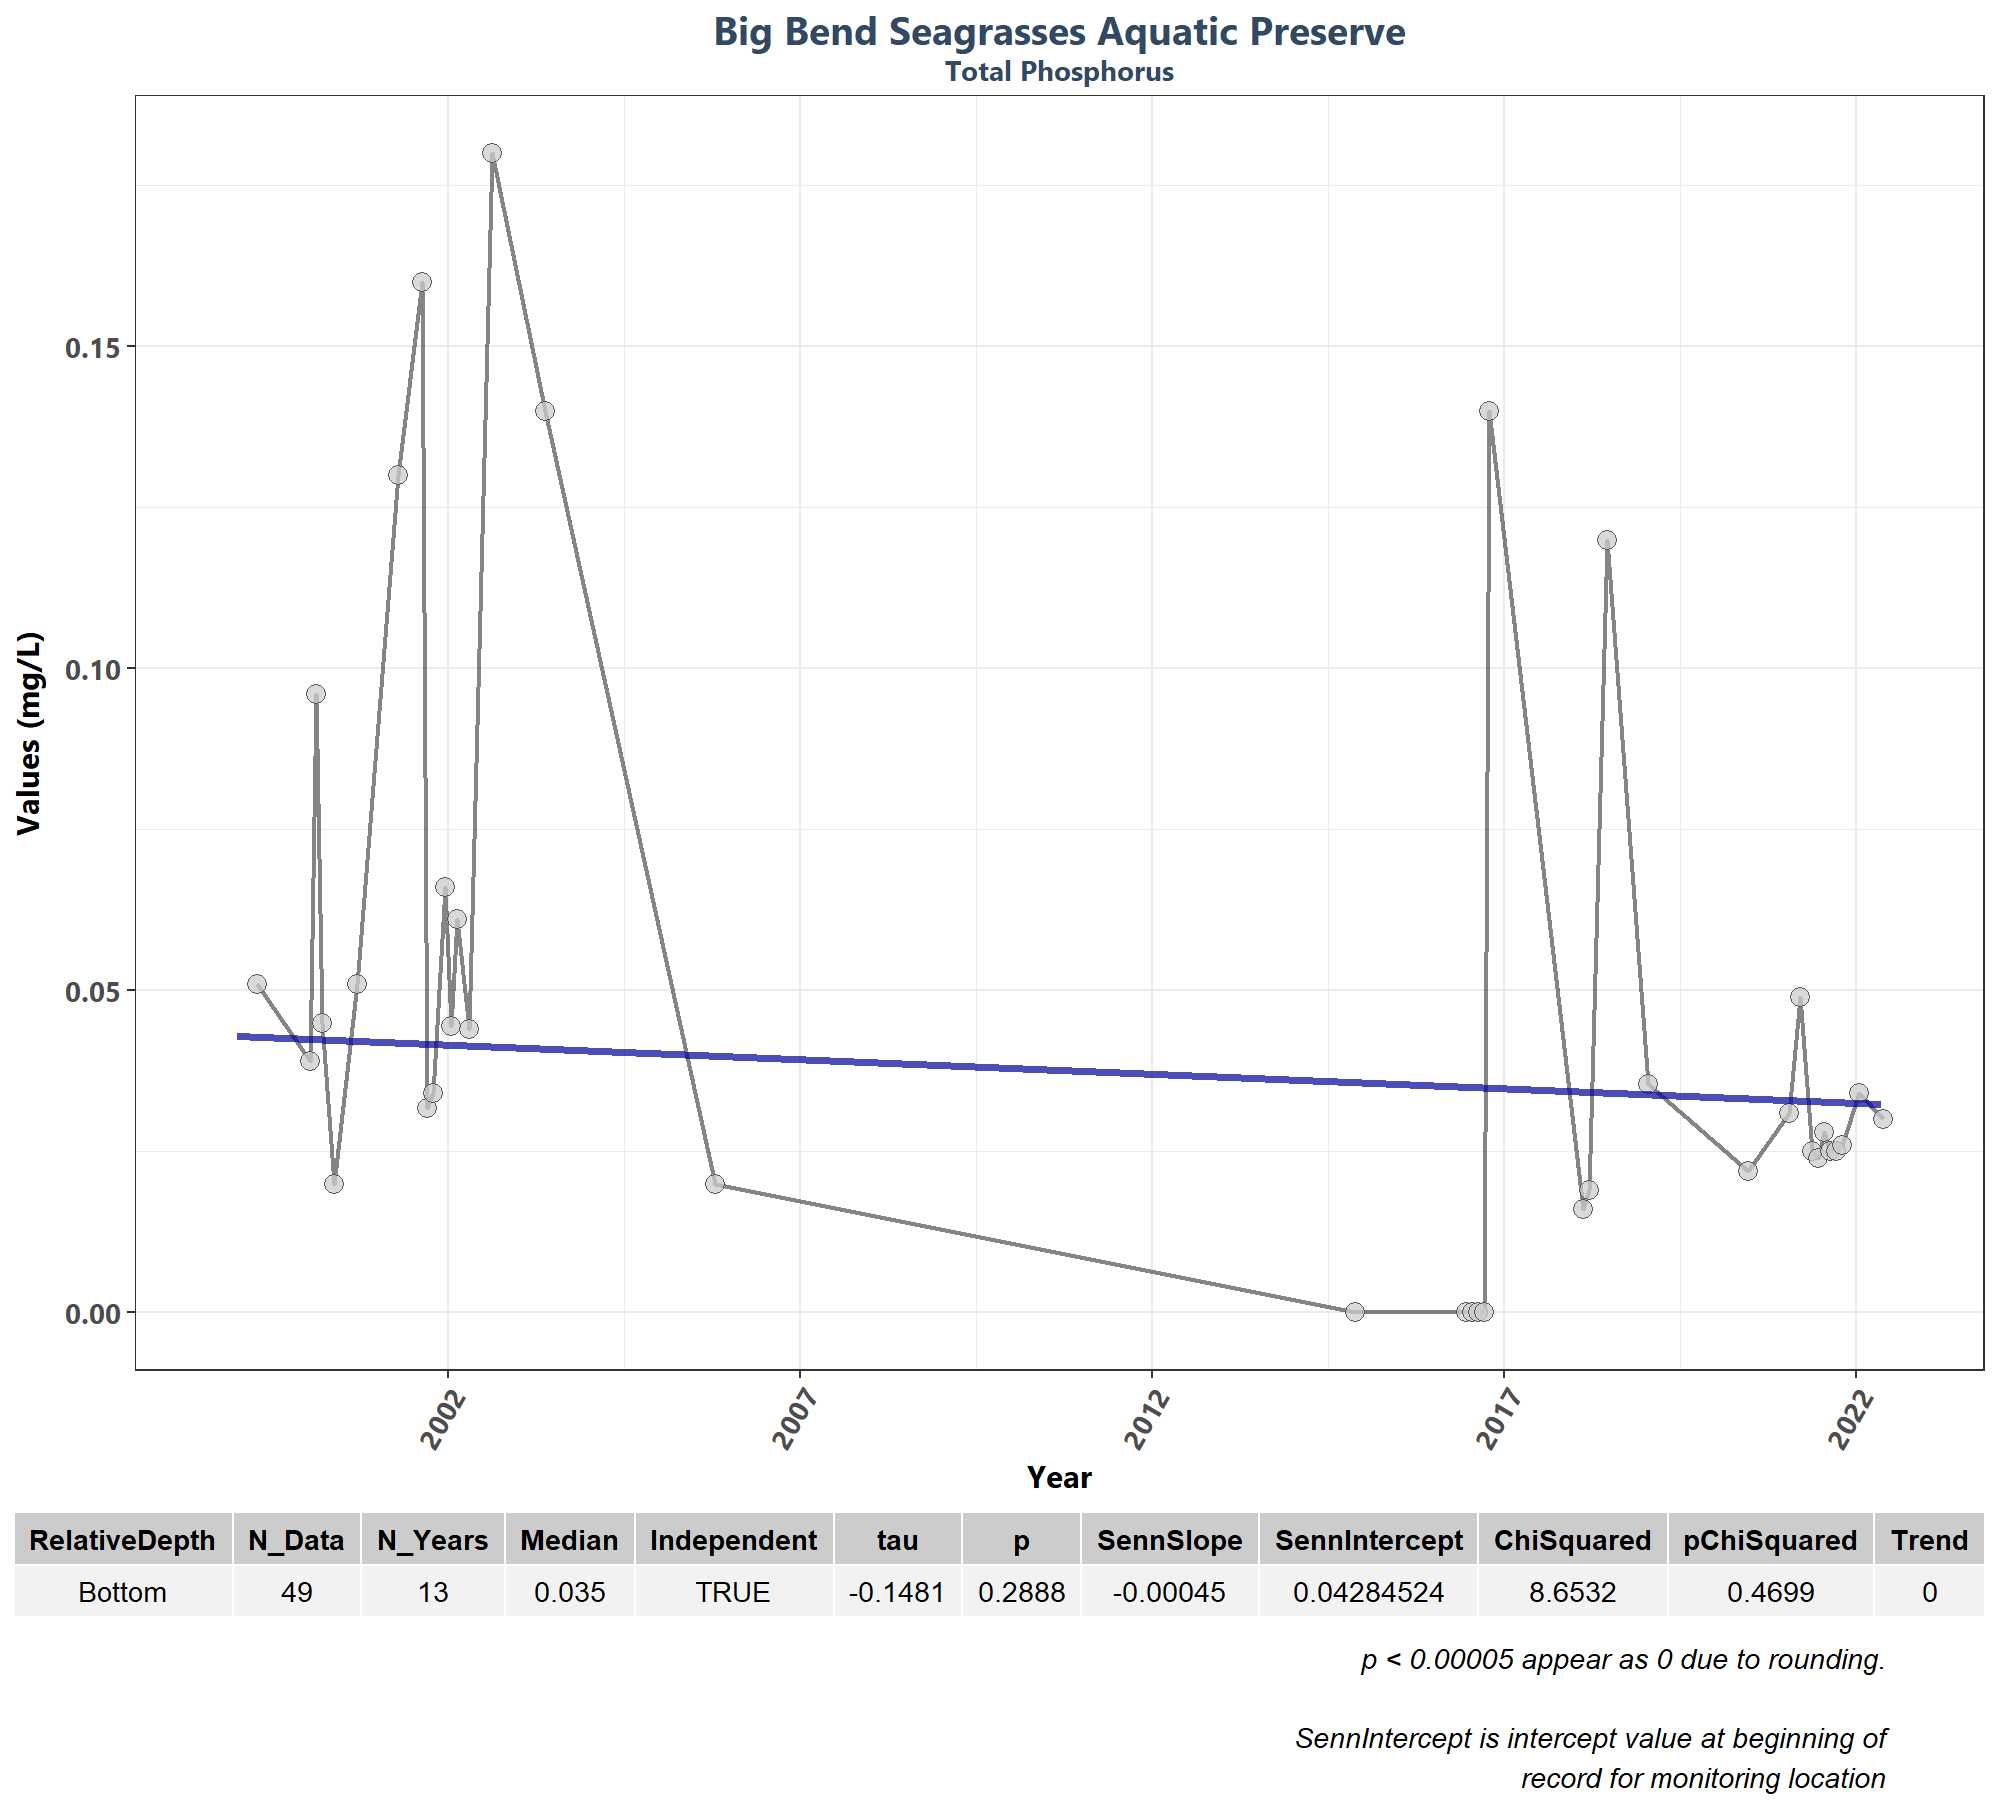 Big Bend Seagrasses Aquatic Preserve
Total Phosphorus
Values (mg/L)
0.15
0.10
0.05
0.00
2002 2007 2012 2017 2022
Year
RelativeDepth N_Data N_Years Median Independent tau p SennSlope SennIntercept ChiSquared pChiSquared Trend
Bottom 49 13 0.035 TRUE -0.1481 0.2888 -0.00045 0.04284524 8.6532 0.4699 0
p < 0.00005 appear as 0 due to rounding.
SennIntercept is intercept value at beginning of
record for monitoring location